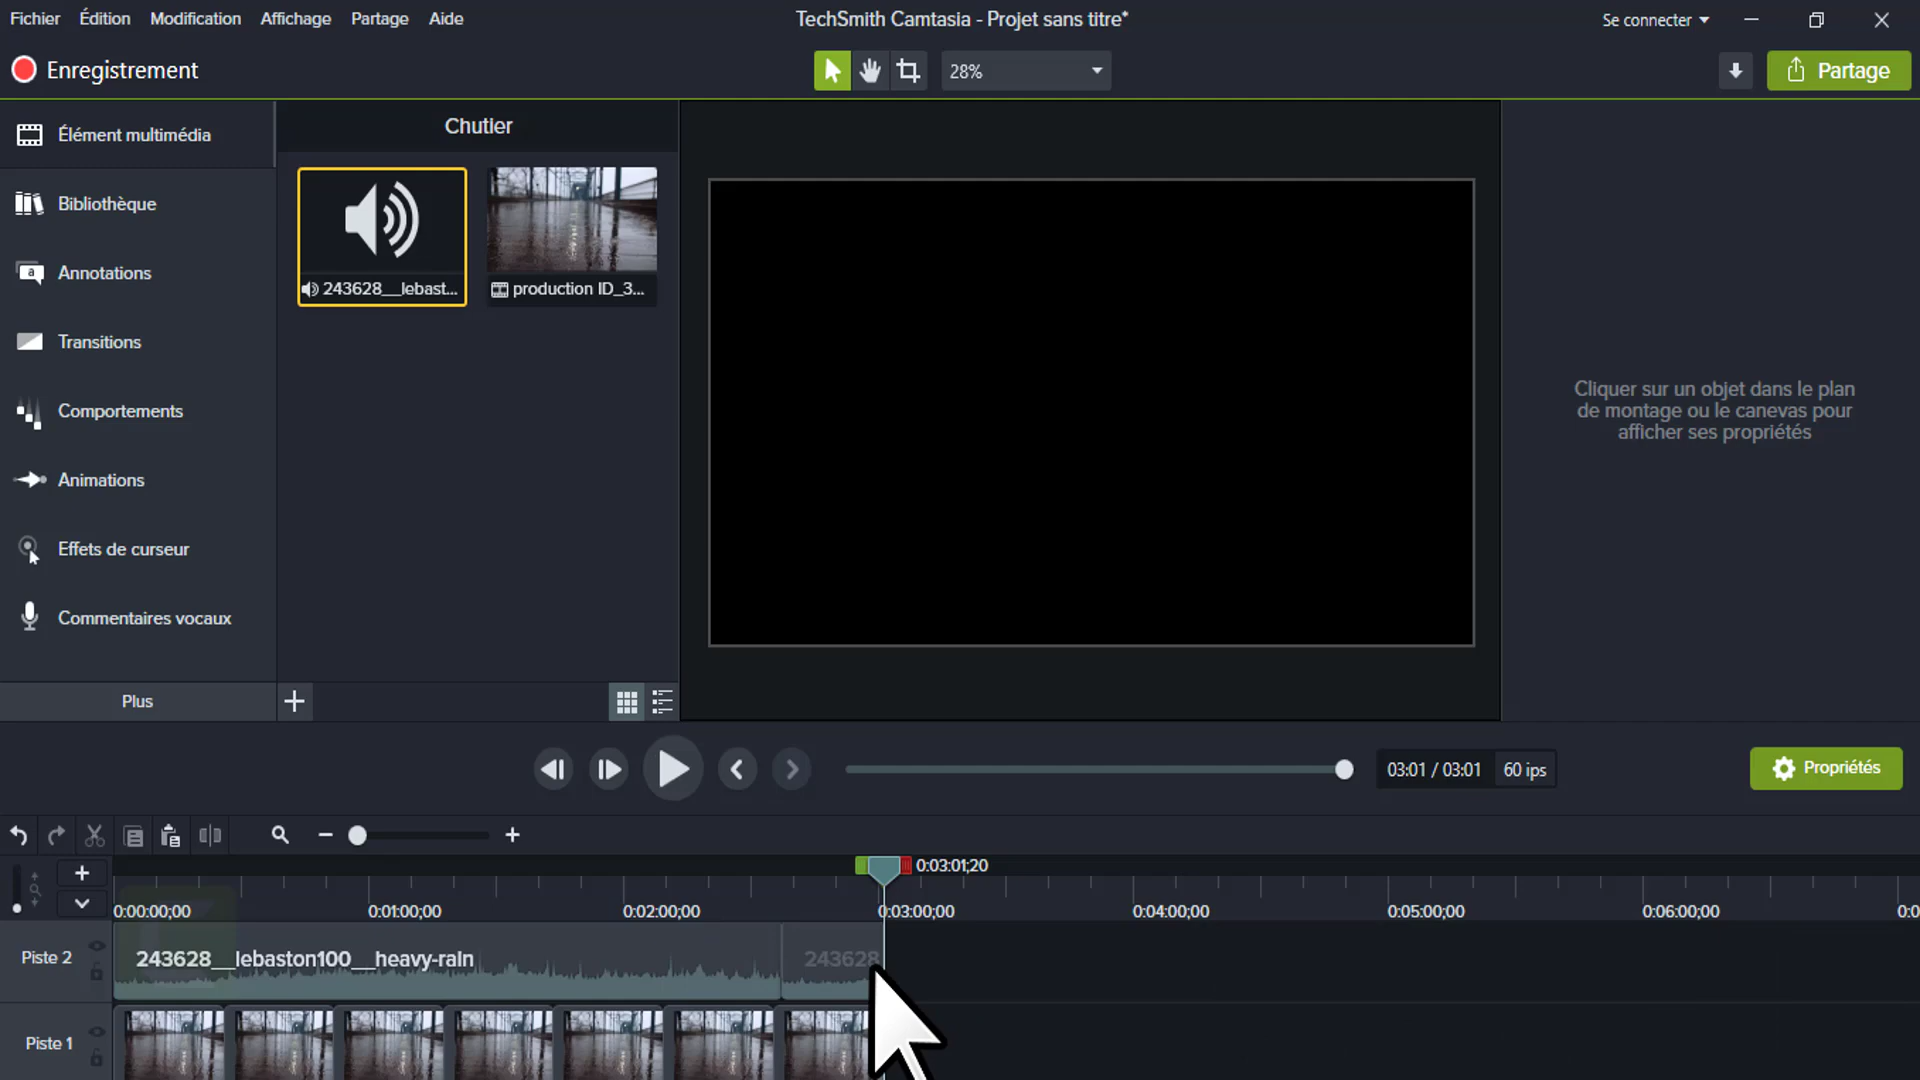 Fichier Édition Modification Affichage Partage Aide
TechSmith Camtasia - Projet sans titre*
Se connecter
Enregistrement
28%
Partage
Élément multimédia
Bibliothèque
Annotations
Transitions
Comportements
Animations
Effets de curseur
Commentaires vocaux
Plus
Chutier
243628__lebast...
production ID_3...
Cliquer sur un objet dans le plan
de montage ou le canevas pour
afficher ses propriétés
03:01 / 03:01 60 ips
Propriétés
0:03:01;20
0:00:00;00 0:01:00;00 0:02:00;00 0:03:00;00 0:04:00;00 0:05:00;00 0:06:00;00 0:0
Piste 2
243628__lebaston100__heavy-rain
243628
Piste 1